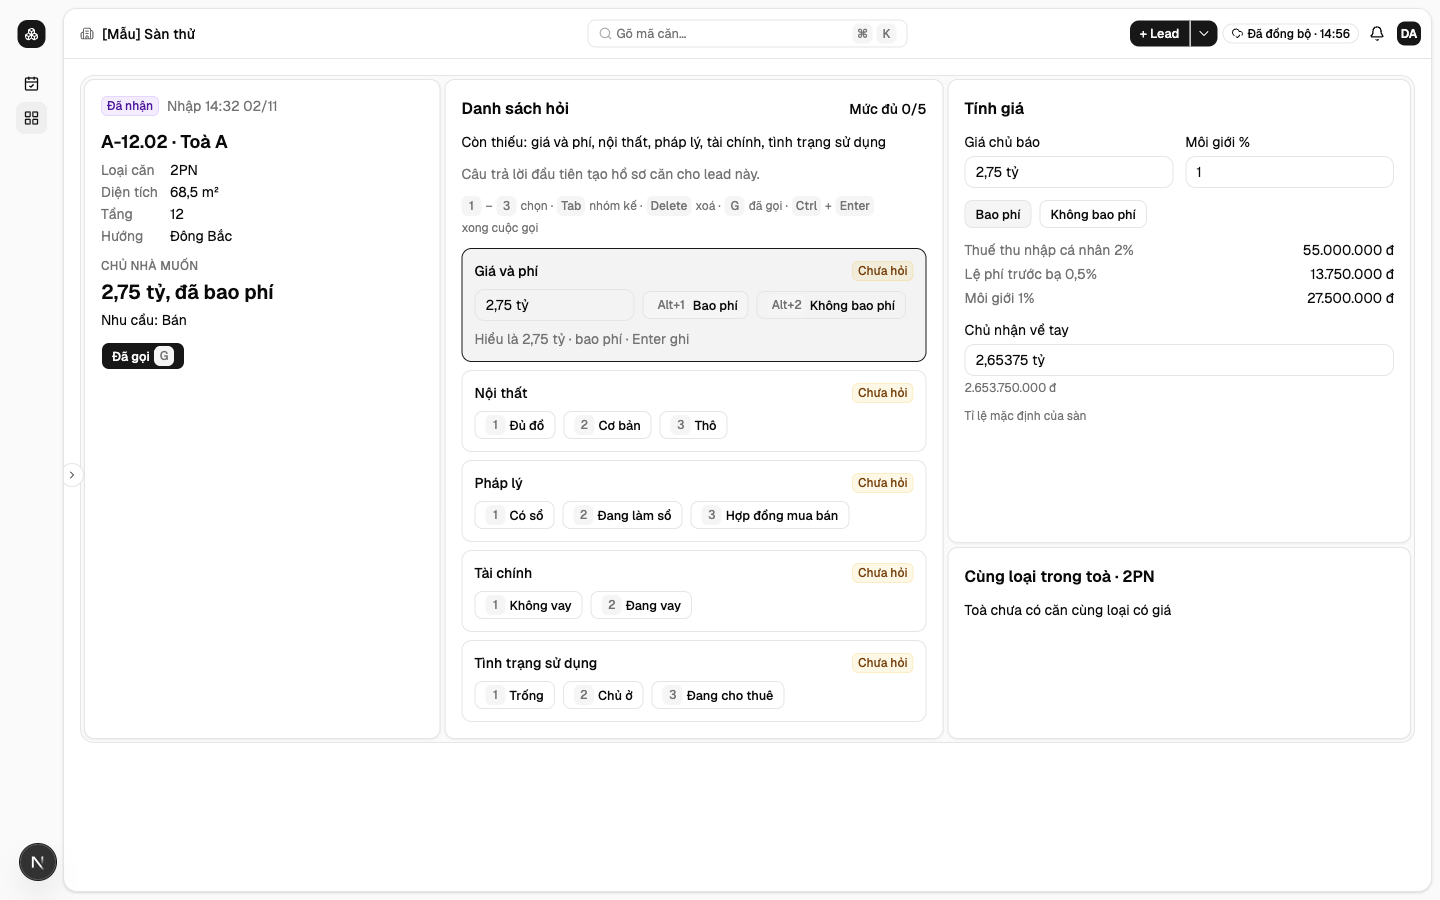 [Mẫu] Sàn thử
Gõ mã căn...
⌘ K
+ Lead
Đã đồng bộ · 14:56
DA
Đã nhận
Nhập 14:32 02/11
A-12.02 · Toà A
Loại căn 2PN
Diện tích 68,5 m²
Tầng 12
Hướng Đông Bắc
CHỦ NHÀ MUỐN
2,75 tỷ, đã bao phí
Nhu cầu: Bán
Đã gọi G
Danh sách hỏi
Mức đủ 0/5
Còn thiếu: giá và phí, nội thất, pháp lý, tài chính, tình trạng sử dụng
Câu trả lời đầu tiên tạo hồ sơ căn cho lead này.
1 – 3 chọn · Tab nhóm kế · Delete xoá · G đã gọi · Ctrl + Enter
xong cuộc gọi
Giá và phí
Chưa hỏi
2,75 tỷ
Alt+1 Bao phí
Alt+2 Không bao phí
Hiểu là 2,75 tỷ · bao phí · Enter ghi
Nội thất
Chưa hỏi
1 Đủ đồ
2 Cơ bản
3 Thô
Pháp lý
Chưa hỏi
1 Có sổ
2 Đang làm sổ
3 Hợp đồng mua bán
Tài chính
Chưa hỏi
1 Không vay
2 Đang vay
Tình trạng sử dụng
Chưa hỏi
1 Trống
2 Chủ ở
3 Đang cho thuê
Tính giá
Giá chủ báo
Môi giới %
2,75 tỷ
1
Bao phí
Không bao phí
Thuế thu nhập cá nhân 2% 55.000.000 đ
Lệ phí trước bạ 0,5% 13.750.000 đ
Môi giới 1% 27.500.000 đ
Chủ nhận về tay
2,65375 tỷ
2.653.750.000 đ
Tỉ lệ mặc định của sàn
Cùng loại trong toà · 2PN
Toà chưa có căn cùng loại có giá
N